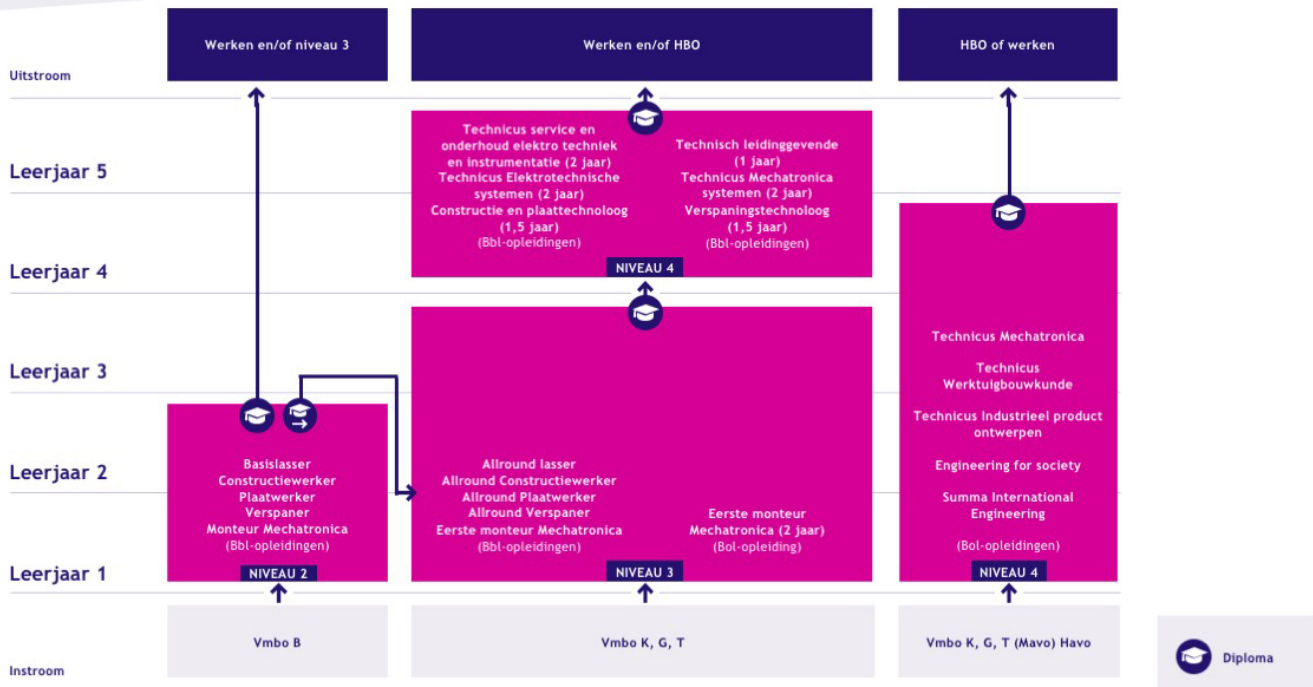 Werken en/of niveau 3
Werken en/of HBO
HBO of werken
Uitstroom
Leerjaar 5
Leerjaar 4
Leerjaar 3
Leerjaar 2
Leerjaar 1
Instroom
Technicus service en
onderhoud elektro techniek
en instrumentatie (2 jaar)
Technicus Elektrotechnische
systemen (2 jaar)
Constructie en plaattechnoloog
(1,5 jaar)
(Bbl-opleidingen)
Technisch leidinggevende
(1 jaar)
Technicus Mechatronica
systemen (2 jaar)
Verspaningstechnoloog
(1,5 jaar)
(Bbl-opleidingen)
NIVEAU 4
Basislasser
Constructiewerker
Plaatwerker
Verspaner
Monteur Mechatronica
(Bbl-opleidingen)
NIVEAU 2
Allround lasser
Allround Constructiewerker
Allround Plaatwerker
Allround Verspaner
Eerste monteur Mechatronica
(Bbl-opleidingen)
Eerste monteur
Mechatronica (2 jaar)
(Bol-opleiding)
NIVEAU 3
Technicus Mechatronica
Technicus
Werktuigbouwkunde
Technicus Industrieel product
ontwerpen
Engineering for society
Summa International
Engineering
(Bol-opleidingen)
NIVEAU 4
Vmbo B
Vmbo K, G, T
Vmbo K, G, T (Mavo) Havo
Diploma